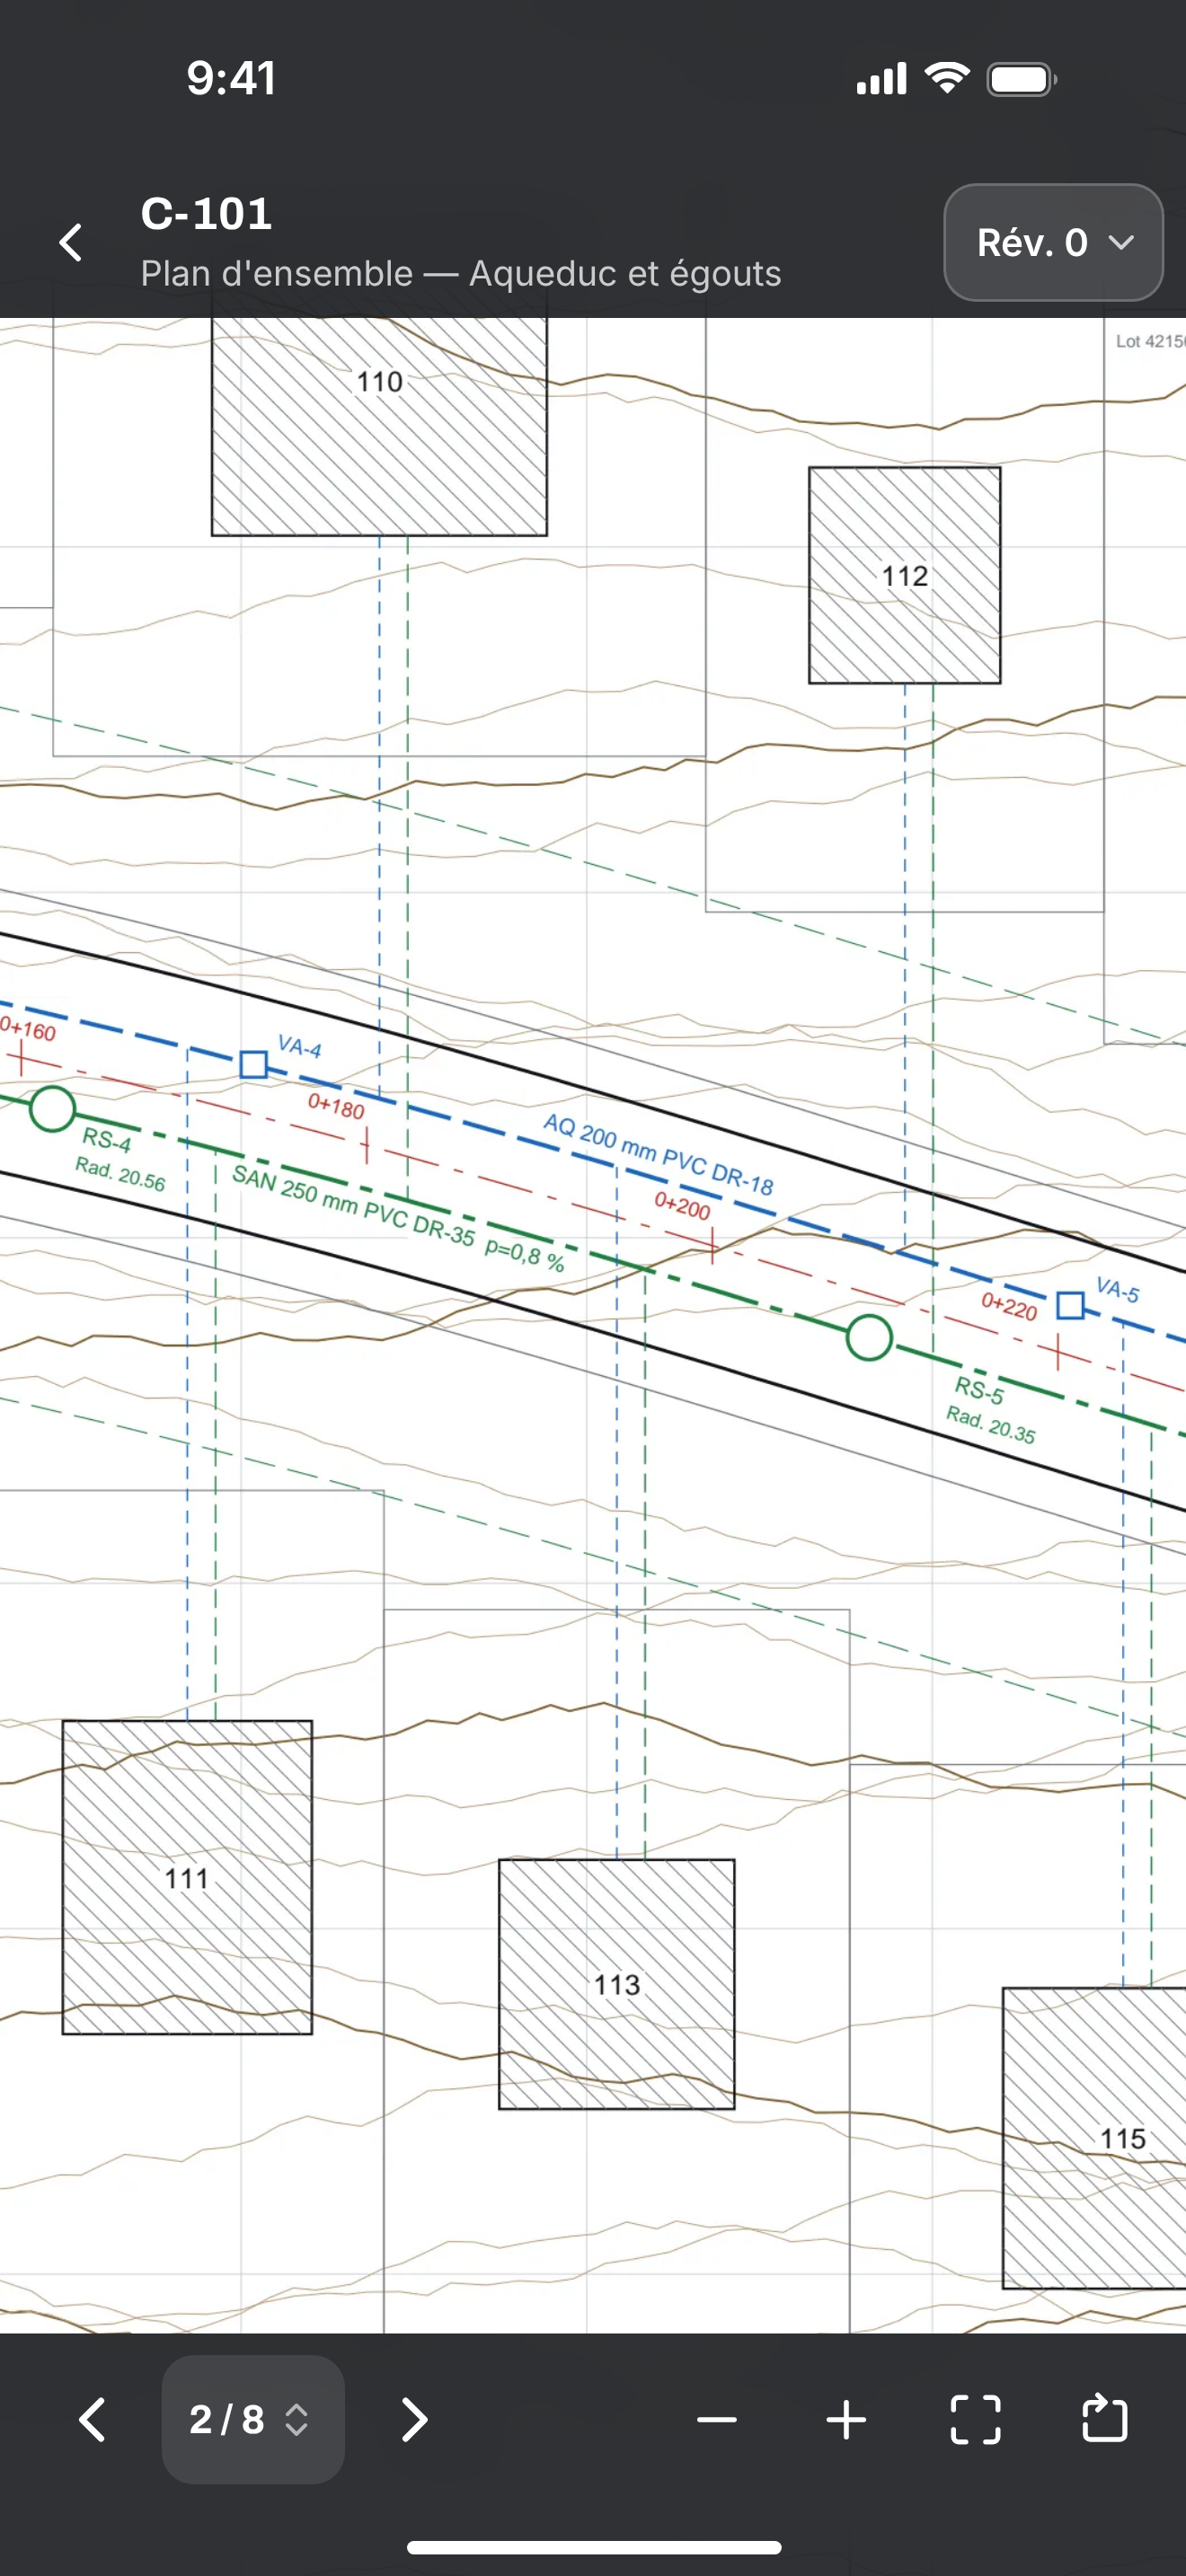 9:41
C-101
Plan d'ensemble — Aqueduc et égouts
Rév. 0
Lot 42156
110
112
0+160
VA-4
0+180
AQ 200 mm PVC DR-18
RS-4
Rad. 20.56
SAN 250 mm PVC DR-35 p=0,8 %
0+200
0+220
VA-5
RS-5
Rad. 20.35
111
113
115
2 / 8